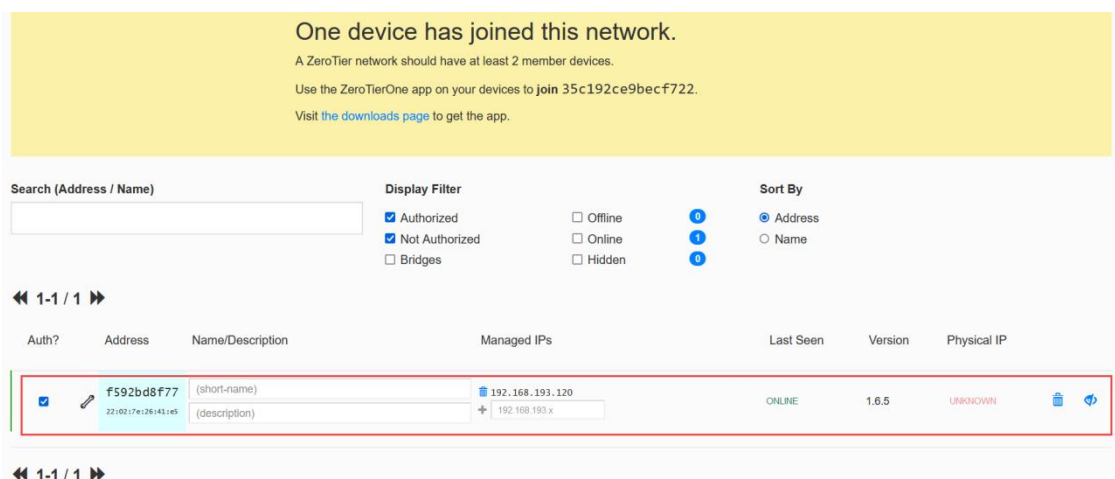 One device has joined this network.
A ZeroTier network should have at least 2 member devices.
Use the ZeroTierOne app on your devices to join 35c192ce9becf722.
Visit the downloads page to get the app.
Search (Address / Name)
Display Filter
Sort By
Authorized
Offline
0
Address
Not Authorized
Online
1
Name
Bridges
Hidden
0
1-1 / 1
Auth?
Address
Name/Description
Managed IPs
Last Seen
Version
Physical IP
f592bd8f77
22:02:7e:26:41:e5
(short-name)
(description)
192.168.193.120
192.168.193.x
ONLINE
1.6.5
UNKNOWN
1-1 / 1